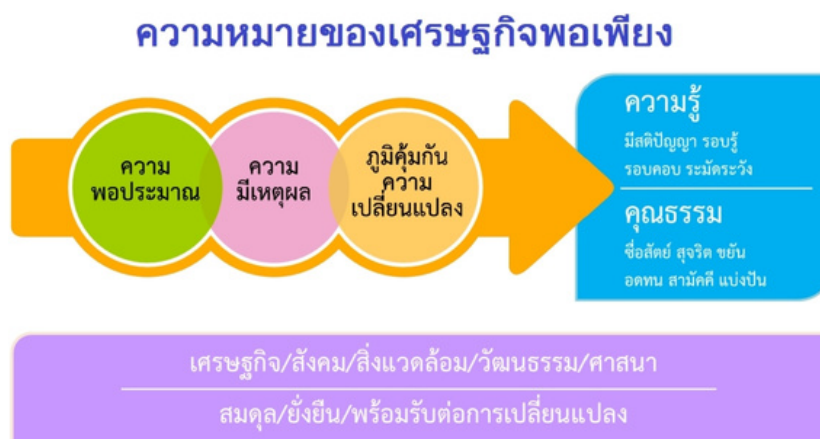 ความหมายของเศรษฐกิจพอเพียง
ความ
พอประมาณ
ความ
มีเหตุผล
ภูมิคุ้มกัน
ความ
เปลี่ยนแปลง
ความรู้
มีสติปัญญา รอบรู้
รอบคอบ ระมัดระวัง
คุณธรรม
ซื่อสัตย์ สุจริต ขยัน
อดทน สามัคคี แบ่งปัน
เศรษฐกิจ/สังคม/สิ่งแวดล้อม/วัฒนธรรม/ศาสนา
สมดุล/ยั่งยืน/พร้อมรับต่อการเปลี่ยนแปลง